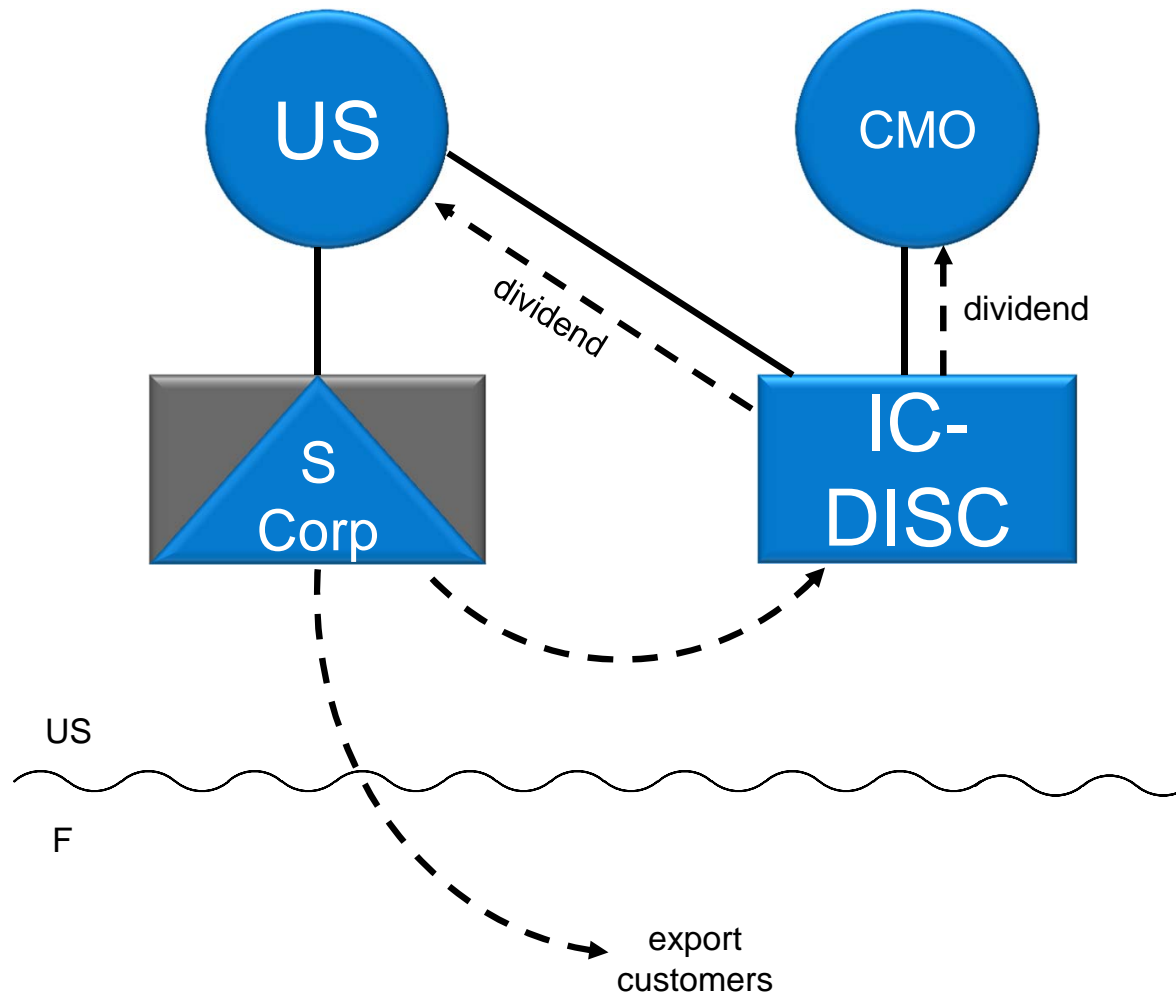 US
CMO
dividend
dividend
S
Corp
IC-
DISC
US
F
export
customers